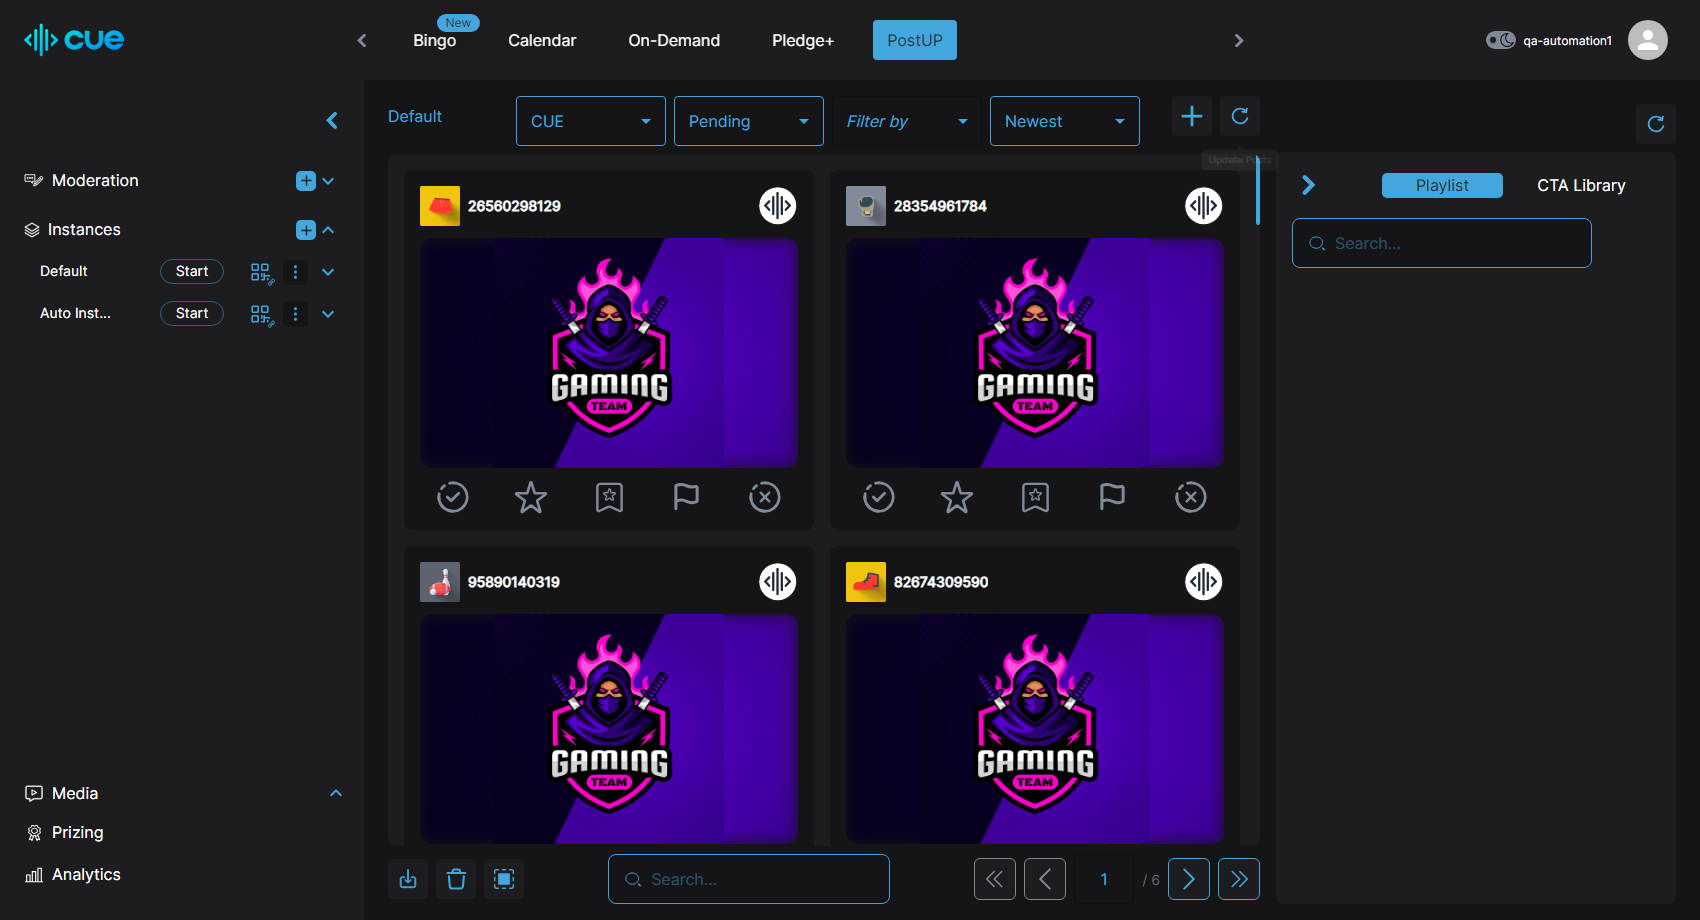 cue
New
Bingo
Calendar
On-Demand
Pledge+
PostUP
qa-automation1
Default
CUE
Pending
Filter by
Newest
Update Posts
Moderation
Instances
Default
Start
Auto Inst...
Start
Media
Prizing
Analytics
26560298129
GAMING
TEAM
28354961784
GAMING
TEAM
95890140319
GAMING
TEAM
82674309590
GAMING
TEAM
Search...
1
/ 6
Playlist
CTA Library
Search...